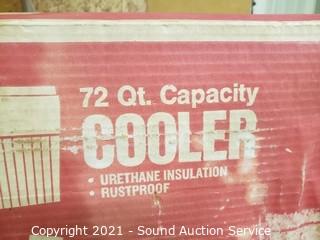 72 Qt. Capacity
COOLER
• URETHANE INSULATION
• RUSTPROOF
Copyright 2021 - Sound Auction Service